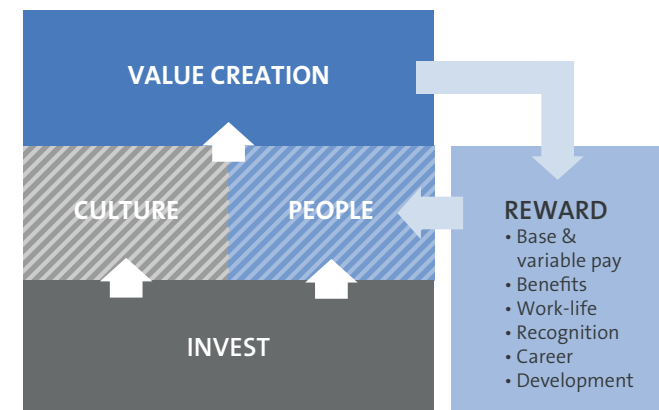 VALUE CREATION
CULTURE
PEOPLE
INVEST
REWARD
• Base &
variable pay
• Benefits
• Work-life
• Recognition
• Career
• Development